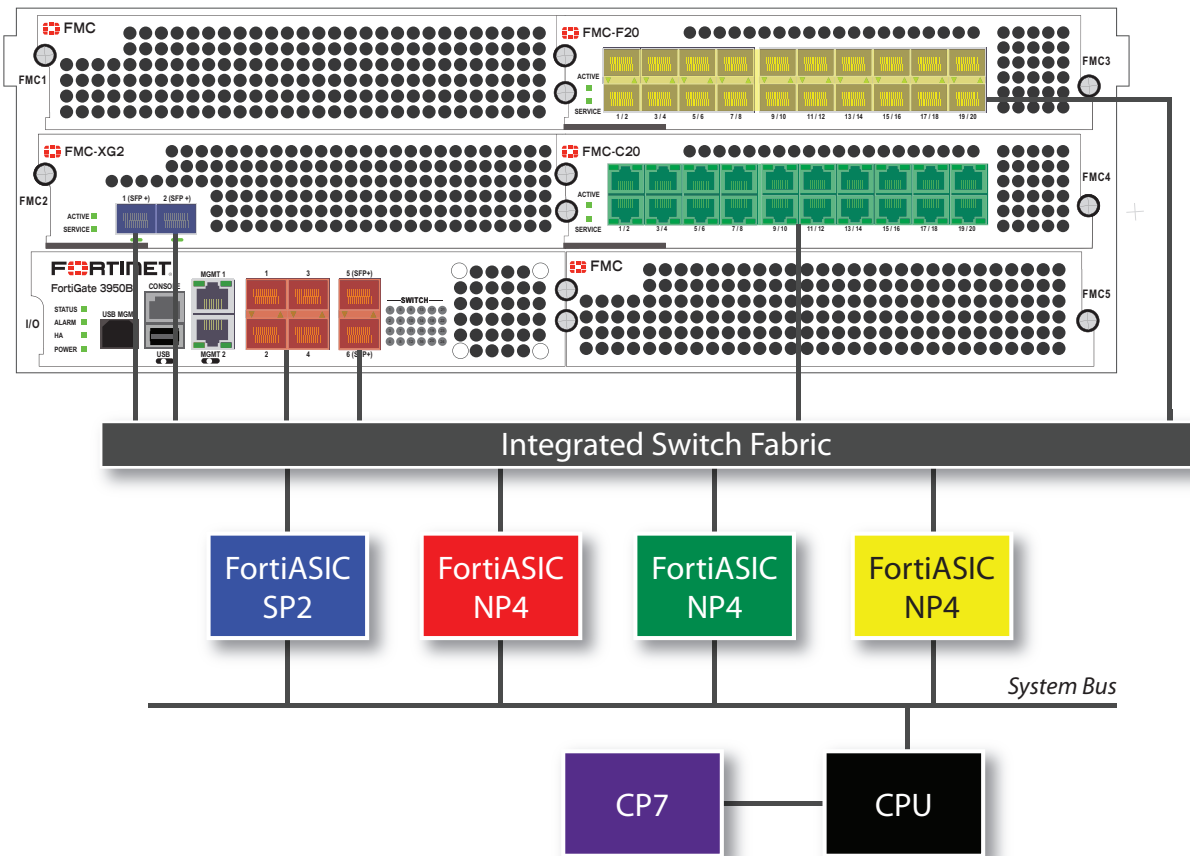 FMC
FMC1
FMC-F20
ACTIVE
SERVICE
1 / 2 3 / 4 5 / 6 7 / 8 9 / 10 11 / 12 13 / 14 15 / 16 17 / 18 19 / 20
FMC3
FMC-XG2
FMC2
1 (SFP +) 2 (SFP +)
ACTIVE
SERVICE
FMC-C20
ACTIVE
SERVICE
1 / 2 3 / 4 5 / 6 7 / 8 9 / 10 11 / 12 13 / 14 15 / 16 17 / 18 19 / 20
FMC4
FORTINET
FortiGate 3950B
I/O
STATUS
ALARM
HA
POWER
USB MGMT
CONSOLE
USB
MGMT 1
MGMT 2
1 3 5 (SFP+)
2 4 6 (SFP+)
SWITCH
FMC
FMC5
Integrated Switch Fabric
FortiASIC
SP2
FortiASIC
NP4
FortiASIC
NP4
FortiASIC
NP4
System Bus
CP7
CPU